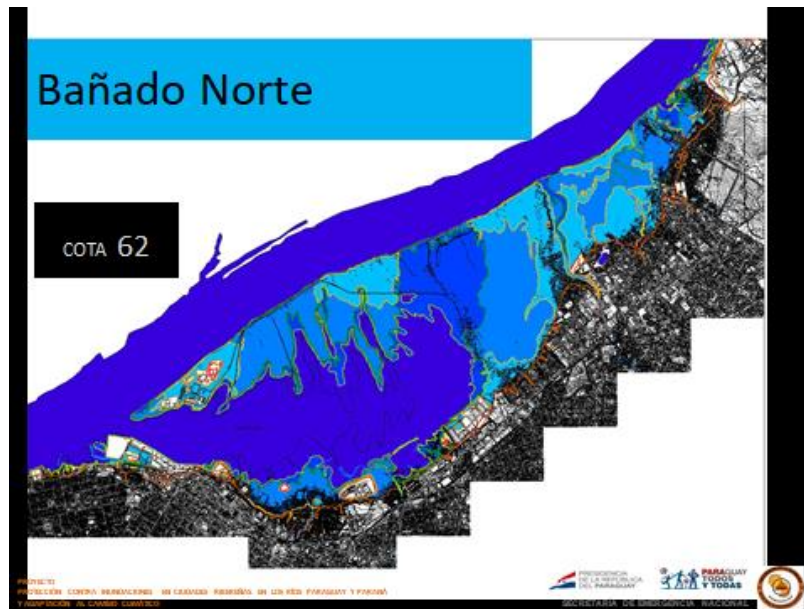 Bañado Norte
COTA 62
PROYECTO
PROTECCIÓN CONTRA INUNDACIONES EN CIUDADES RIBEREÑAS EN LOS RÍOS PARAGUAY Y PARANÁ
Y ADAPTACIÓN AL CAMBIO CLIMÁTICO
PRESIDENCIA
DE LA REPÚBLICA
DEL PARAGUAY
PARAGUAY
TODOS
Y TODAS
SECRETARÍA DE EMERGENCIA NACIONAL